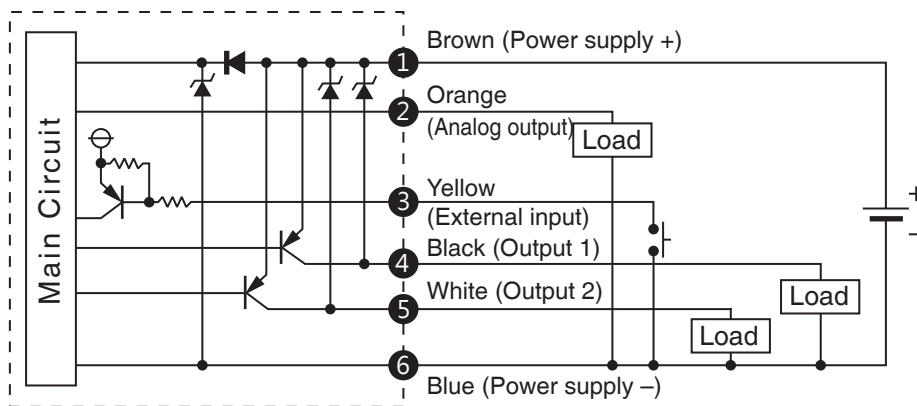 Main Circuit
1 Brown (Power supply +)
2 Orange
(Analog output)
Load
3 Yellow
(External input)
+
–
4 Black (Output 1)
5 White (Output 2)
Load
Load
6
Blue (Power supply –)